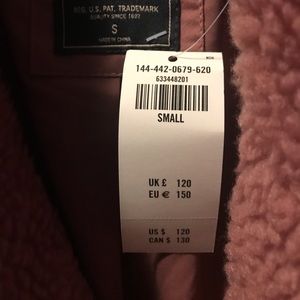 REG. U.S. PAT. TRADEMARK
QUALITY SINCE 1892
S
MADE IN CHINA
144-442-0679-620
633448201
SMALL
UK £ 120
EU € 150
US $ 120
CAN $ 130